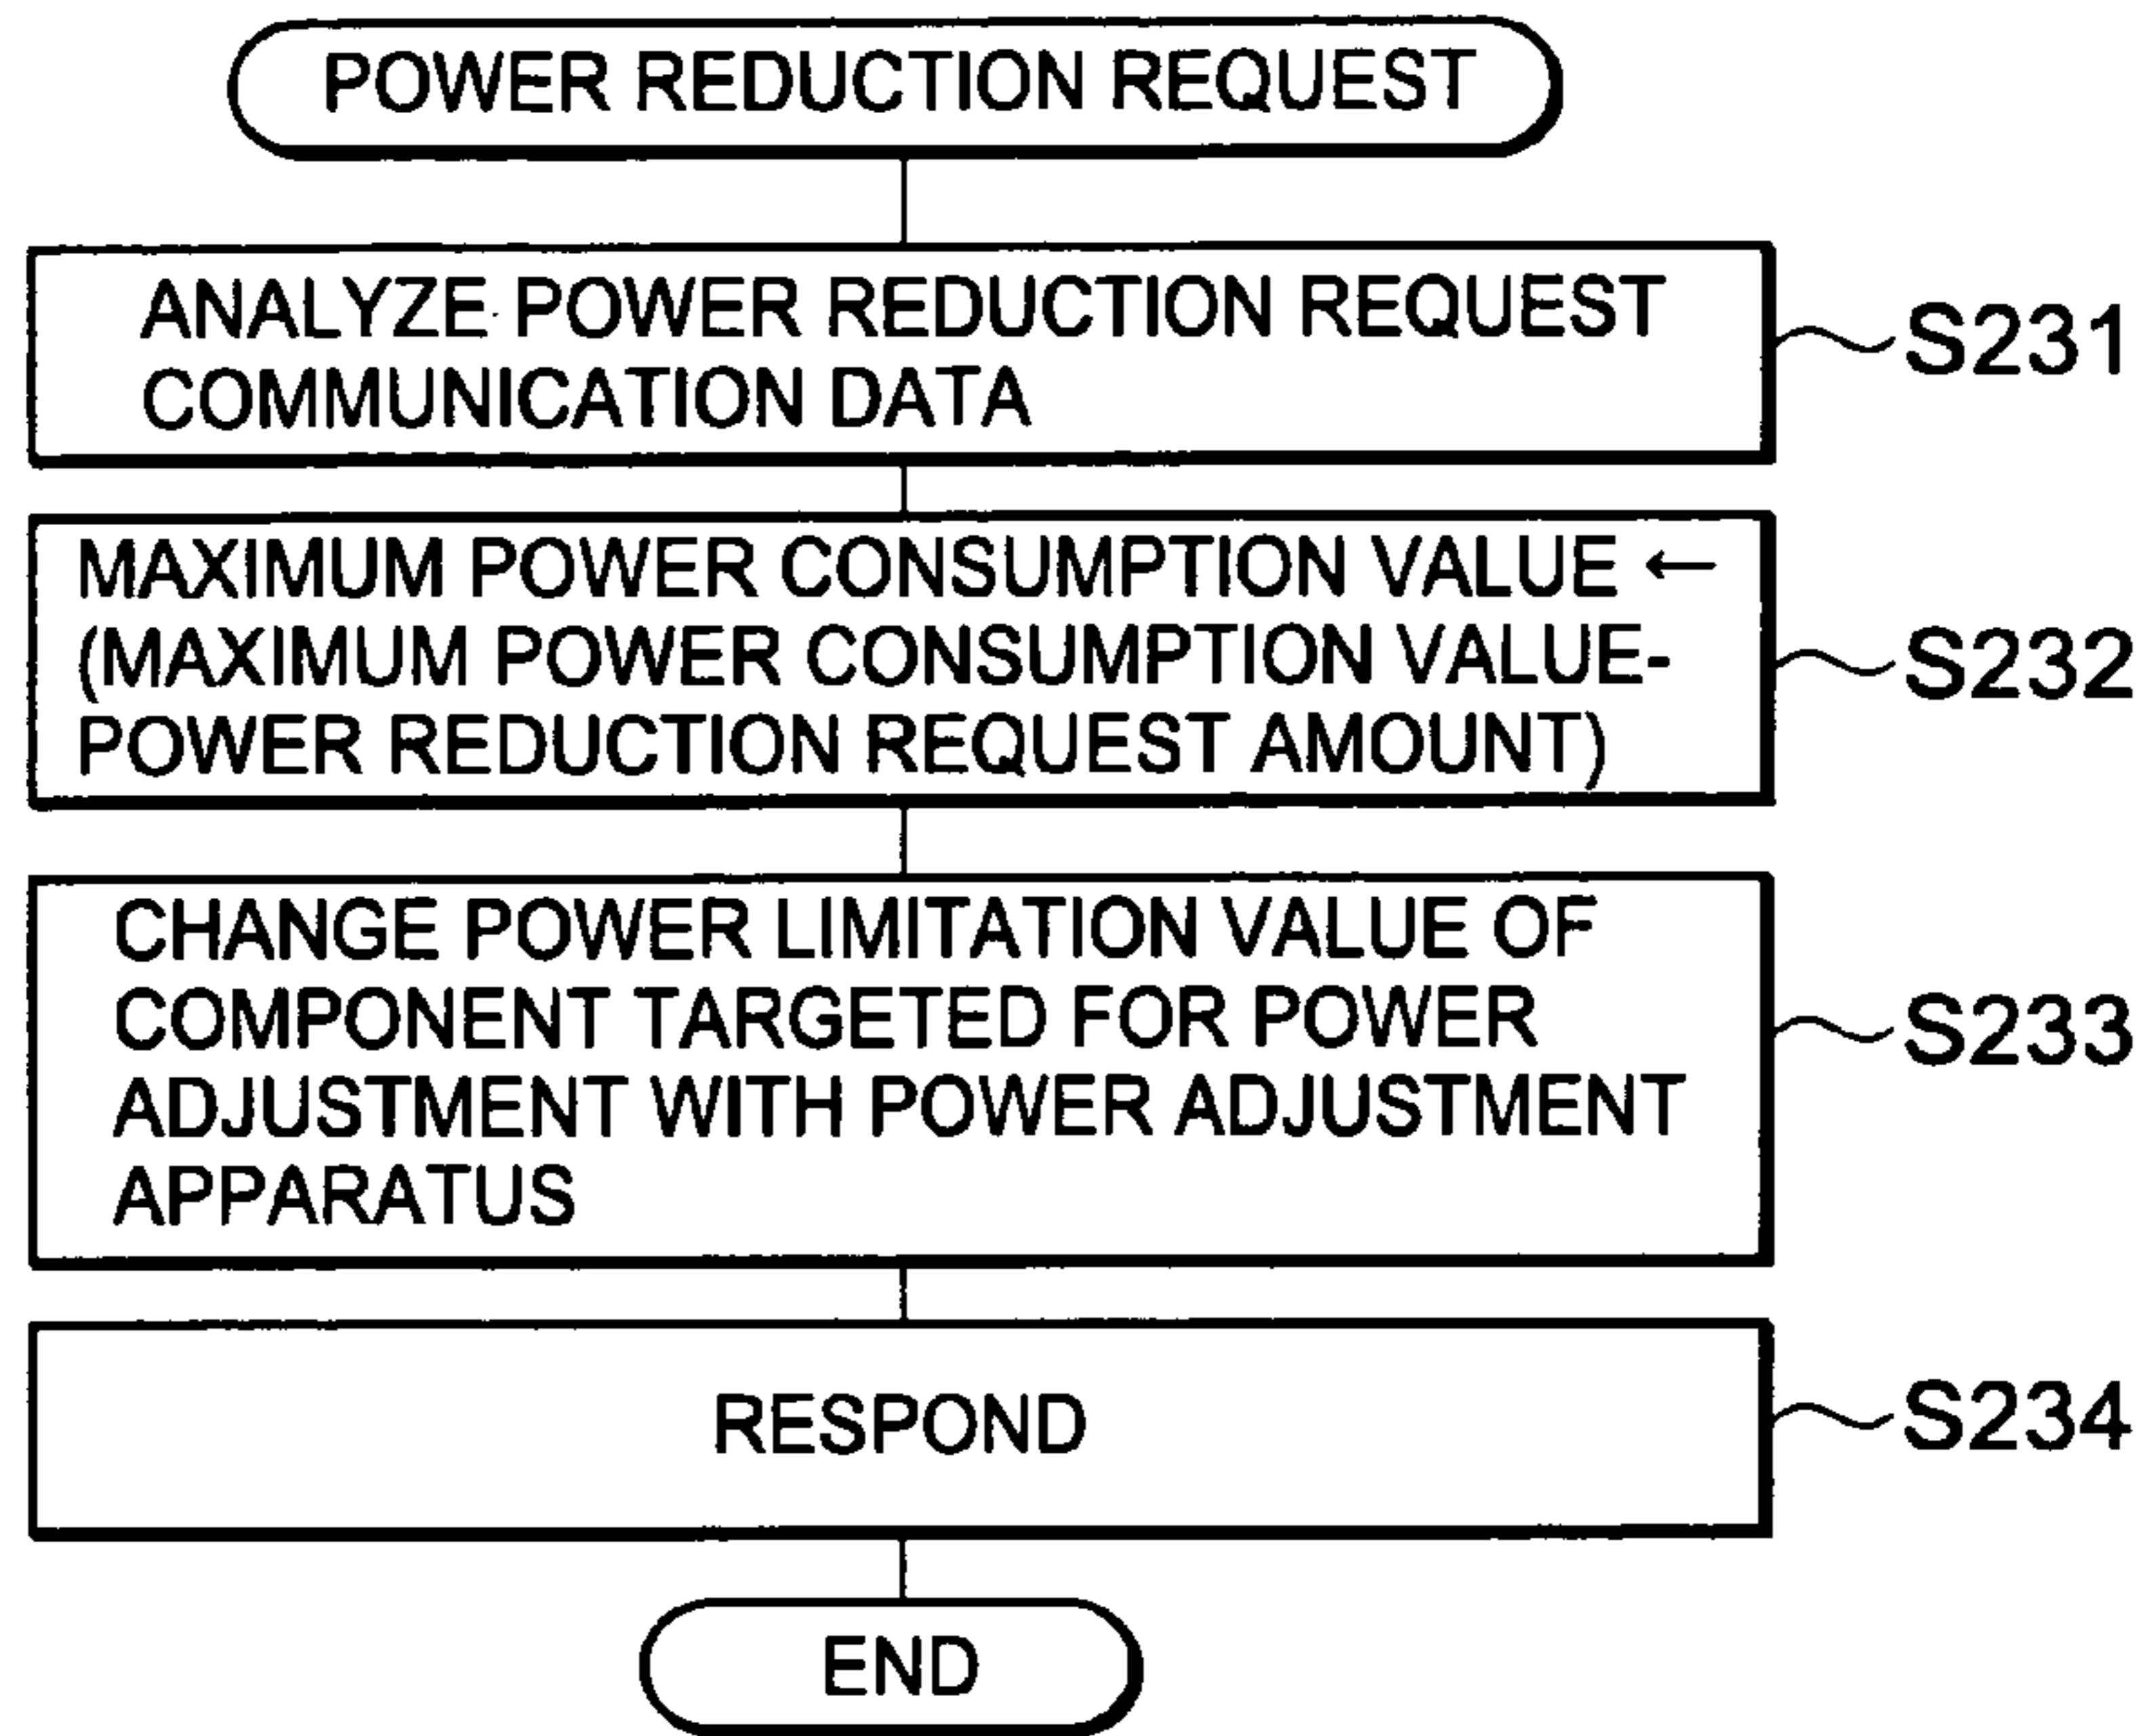 POWER REDUCTION REQUEST
ANALYZE POWER REDUCTION REQUEST
COMMUNICATION DATA
S231
MAXIMUM POWER CONSUMPTION VALUE ←
(MAXIMUM POWER CONSUMPTION VALUE-
POWER REDUCTION REQUEST AMOUNT)
S232
CHANGE POWER LIMITATION VALUE OF
COMPONENT TARGETED FOR POWER
ADJUSTMENT WITH POWER ADJUSTMENT
APPARATUS
S233
RESPOND
S234
END